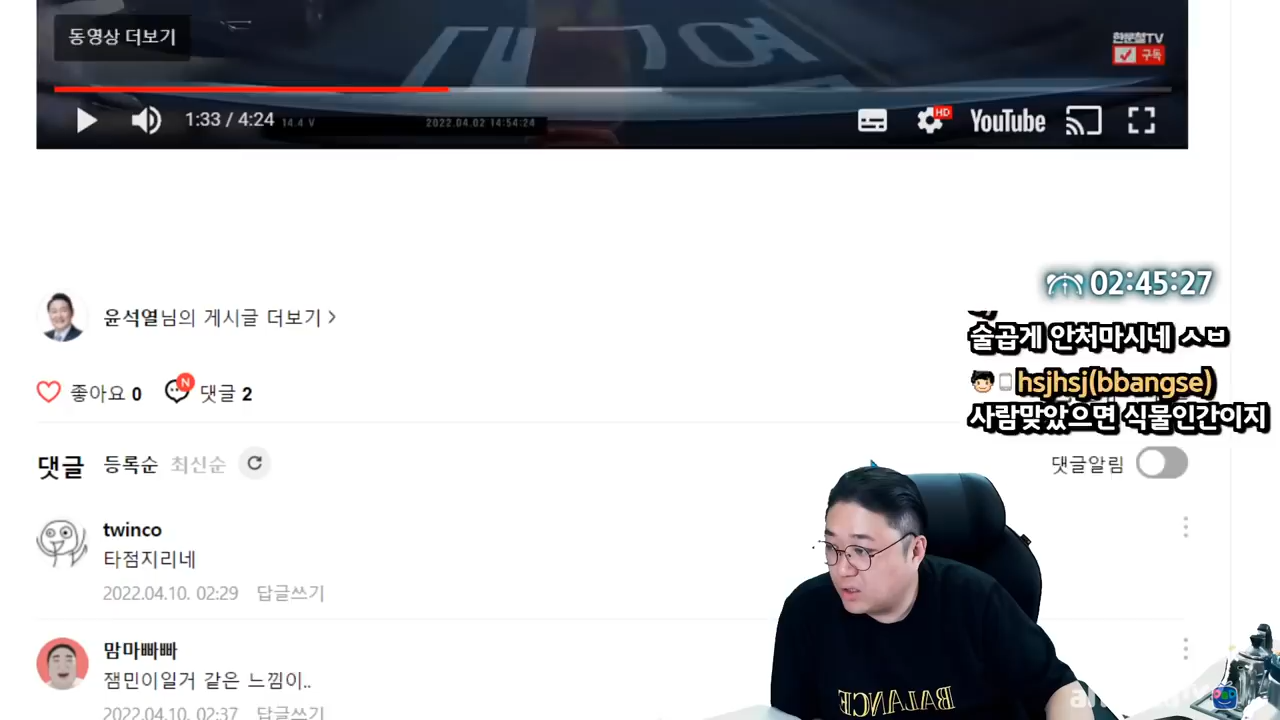 동영상 더보기
한문철TV
구독
1:33 / 4:24
14.4 V
2022.04.02 14:54:24
HD
YouTube
02:45:27
윤석열님의 게시글 더보기 >
술곱게 안처마시네 ㅅㅂ
hsjhsj(bbangse)
사람맞았으면 식물인간이지
좋아요 0
N
댓글 2
댓글 등록순 최신순
댓글알림
twinco
타점지리네
2022.04.10. 02:29 답글쓰기
맘마빠빠
잼민이일거 같은 느낌이..
2022.04.10. 02:37 답글쓰기
BALANCE